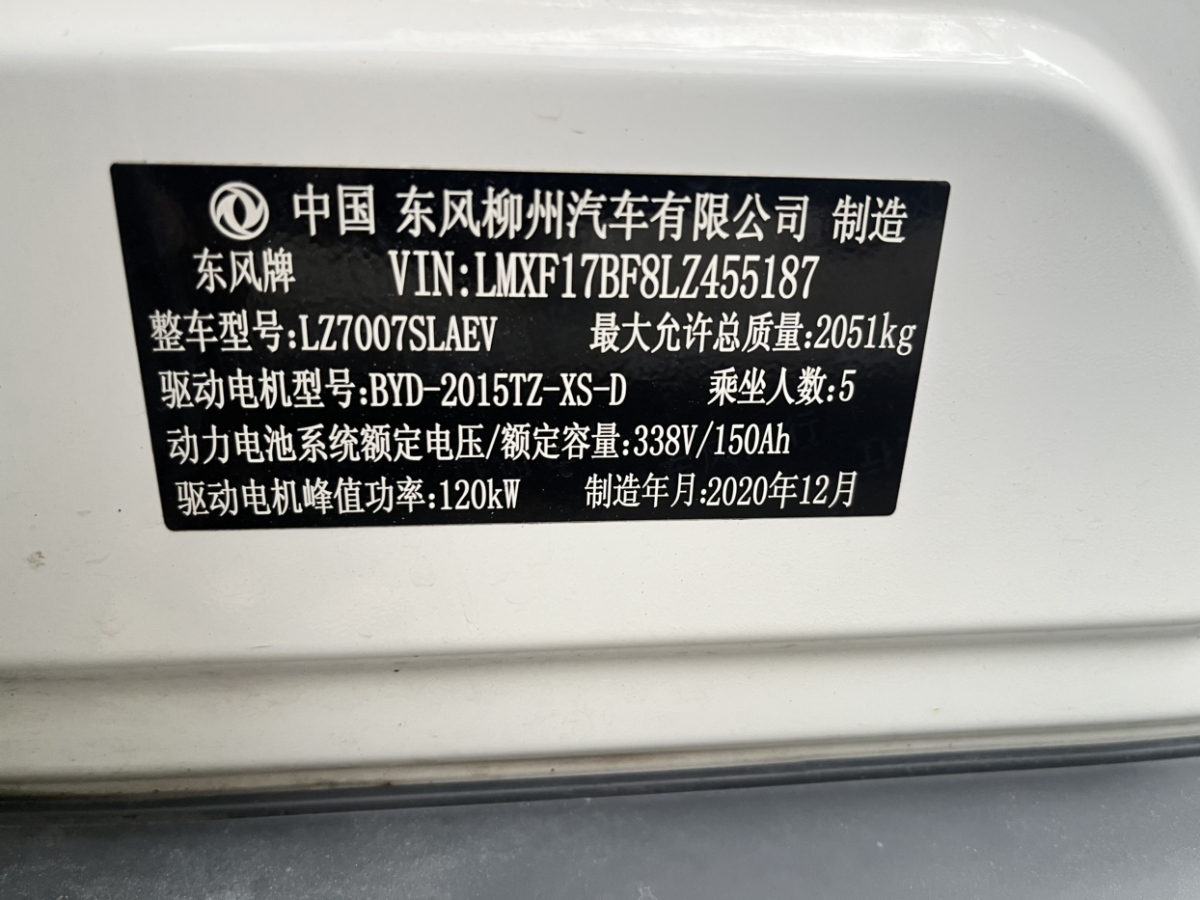 中国 东风柳州汽车有限公司 制造
东风牌 VIN:LMXF17BF8LZ455187
整车型号:LZ7007SLAEV 最大允许总质量:2051kg
驱动电机型号:BYD-2015TZ-XS-D 乘坐人数:5
动力电池系统额定电压/额定容量:338V/150Ah
驱动电机峰值功率:120kW 制造年月:2020年12月